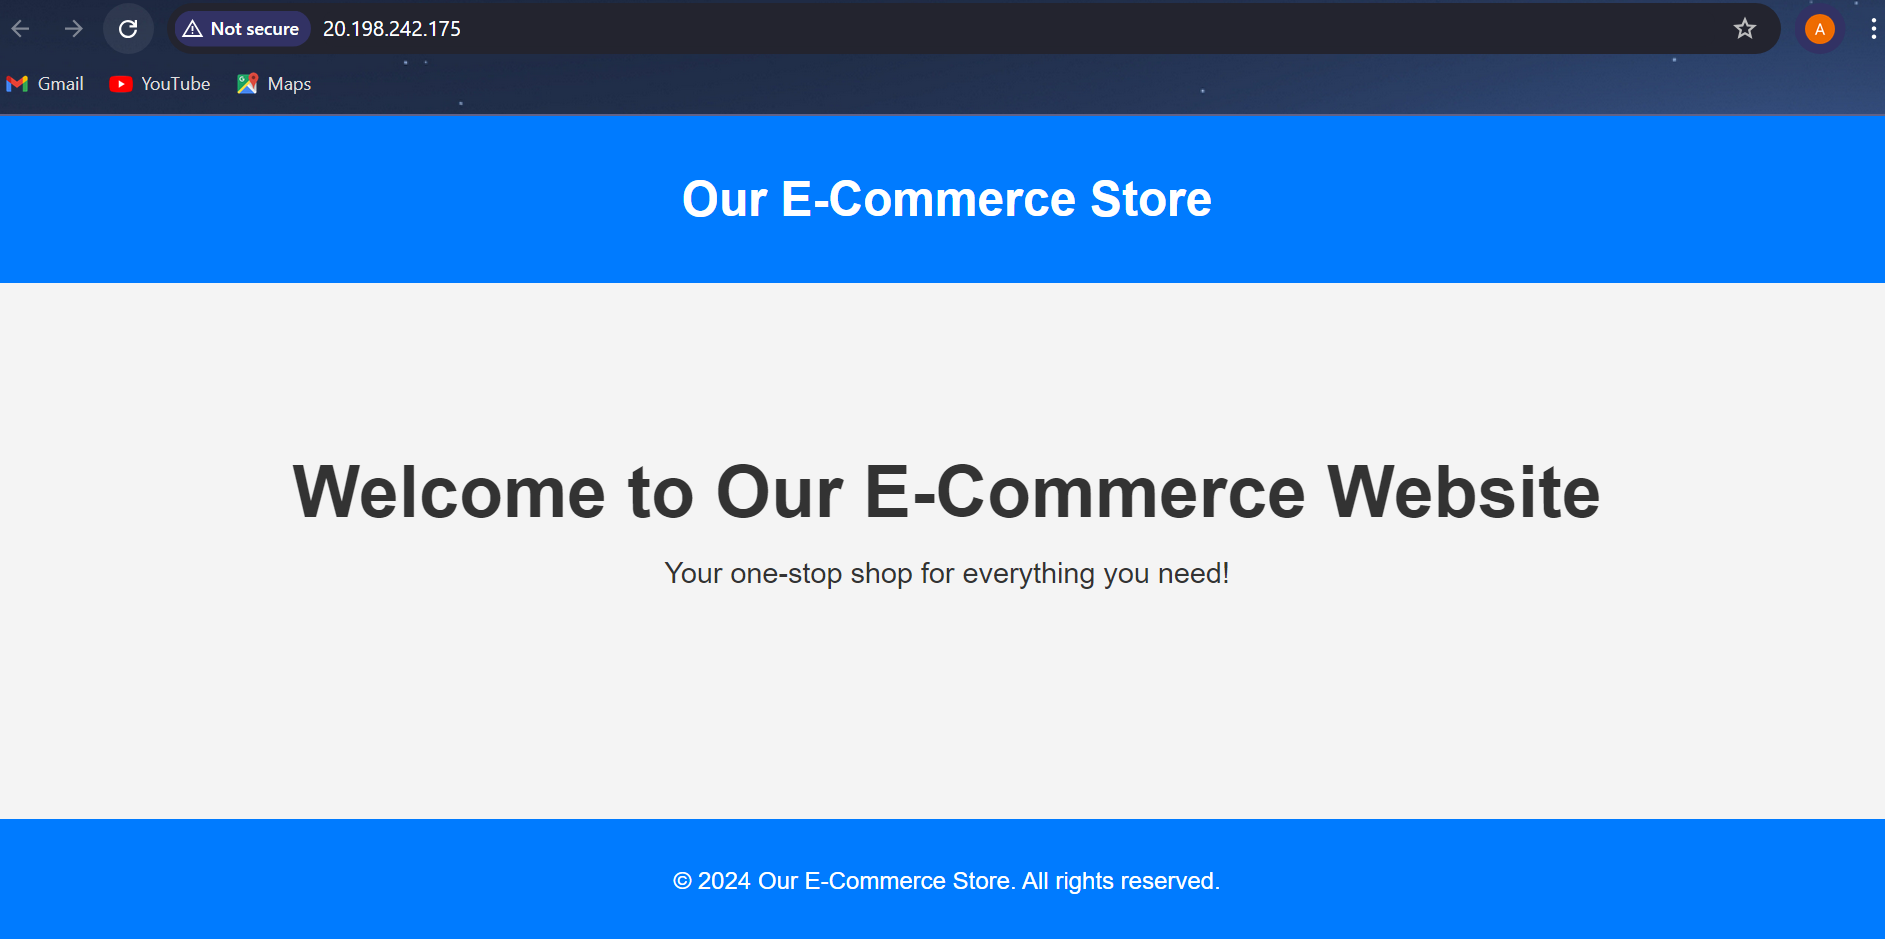 Not secure 20.198.242.175 A
Gmail YouTube Maps
Our E-Commerce Store
Welcome to Our E-Commerce Website
Your one-stop shop for everything you need!
© 2024 Our E-Commerce Store. All rights reserved.